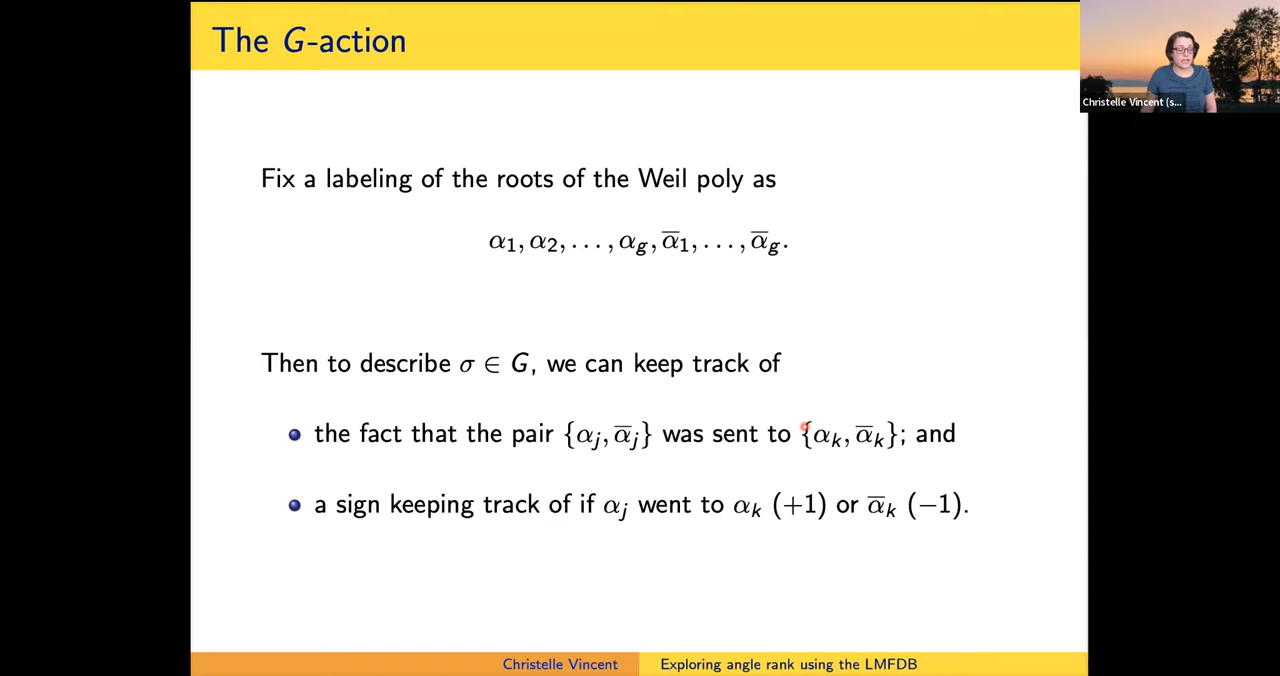 The G-action
Christelle Vincent (s...
Fix a labeling of the roots of the Weil poly as
α₁, α₂, . . . , α_g, ᾱ₁, . . . , ᾱ_g.
Then to describe σ ∈ G, we can keep track of
the fact that the pair {α_j, ᾱ_j} was sent to {α_k, ᾱ_k}; and
a sign keeping track of if α_j went to α_k (+1) or ᾱ_k (−1).
Christelle Vincent
Exploring angle rank using the LMFDB